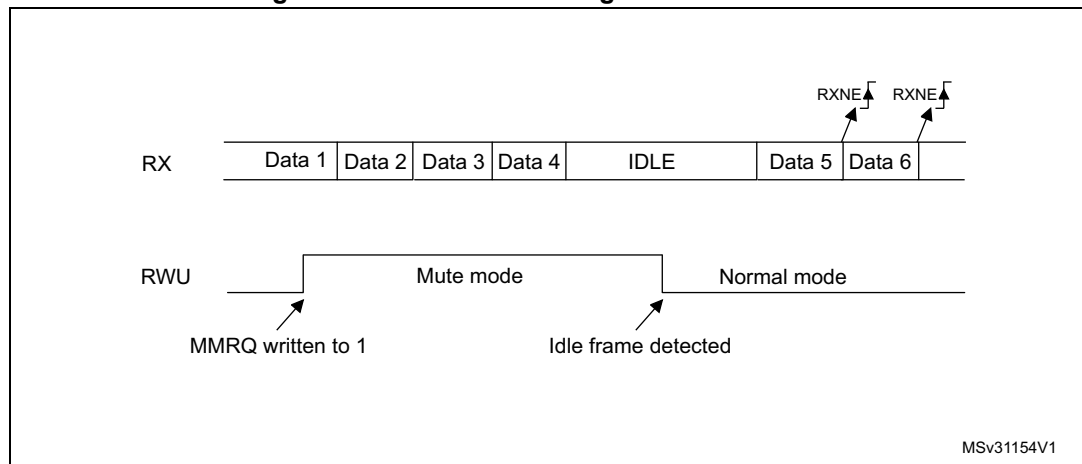 RXNE RXNE
RX Data 1 Data 2 Data 3 Data 4 IDLE Data 5 Data 6
RWU Mute mode Normal mode
MMRQ written to 1 Idle frame detected
MSv31154V1